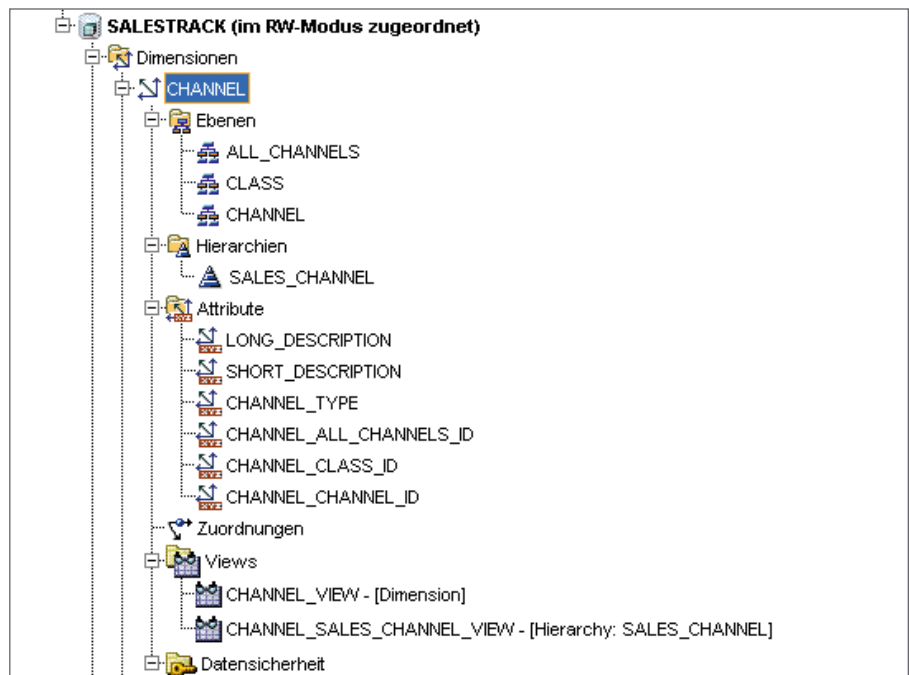 SALESTRACK (im RW-Modus zugeordnet)
Dimensionen
CHANNEL
Ebenen
ALL_CHANNELS
CLASS
CHANNEL
Hierarchien
SALES_CHANNEL
Attribute
LONG_DESCRIPTION
SHORT_DESCRIPTION
CHANNEL_TYPE
CHANNEL_ALL_CHANNELS_ID
CHANNEL_CLASS_ID
CHANNEL_CHANNEL_ID
Zuordnungen
Views
CHANNEL_VIEW - [Dimension]
CHANNEL_SALES_CHANNEL_VIEW - [Hierarchy: SALES_CHANNEL]
Datensicherheit